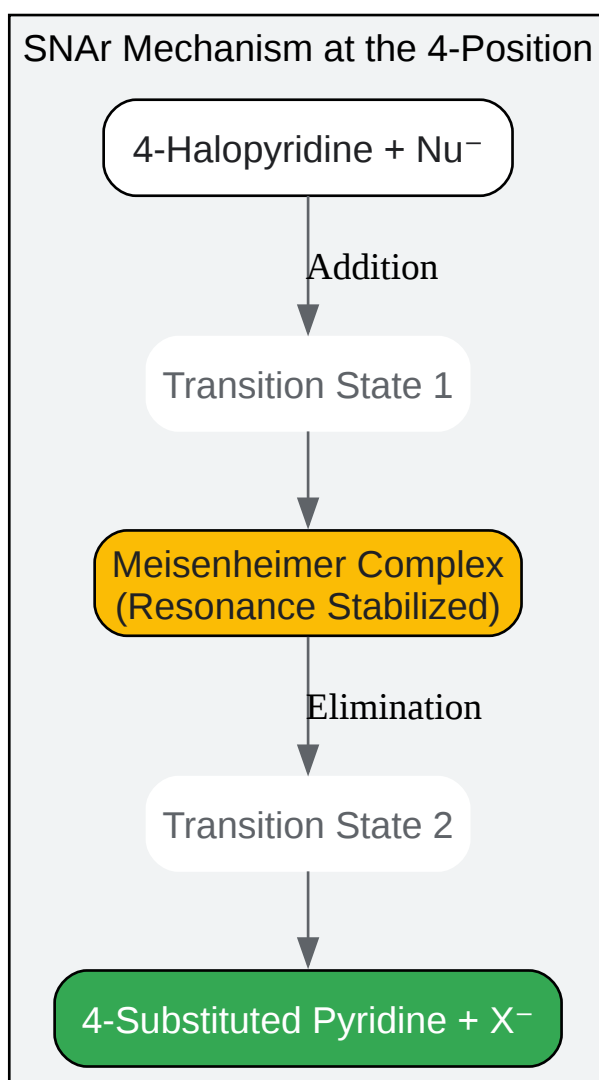 SNAr Mechanism at the 4-Position
4-Halopyridine + Nu⁻
Addition
Transition State 1
Meisenheimer Complex
(Resonance Stabilized)
Elimination
Transition State 2
4-Substituted Pyridine + X⁻